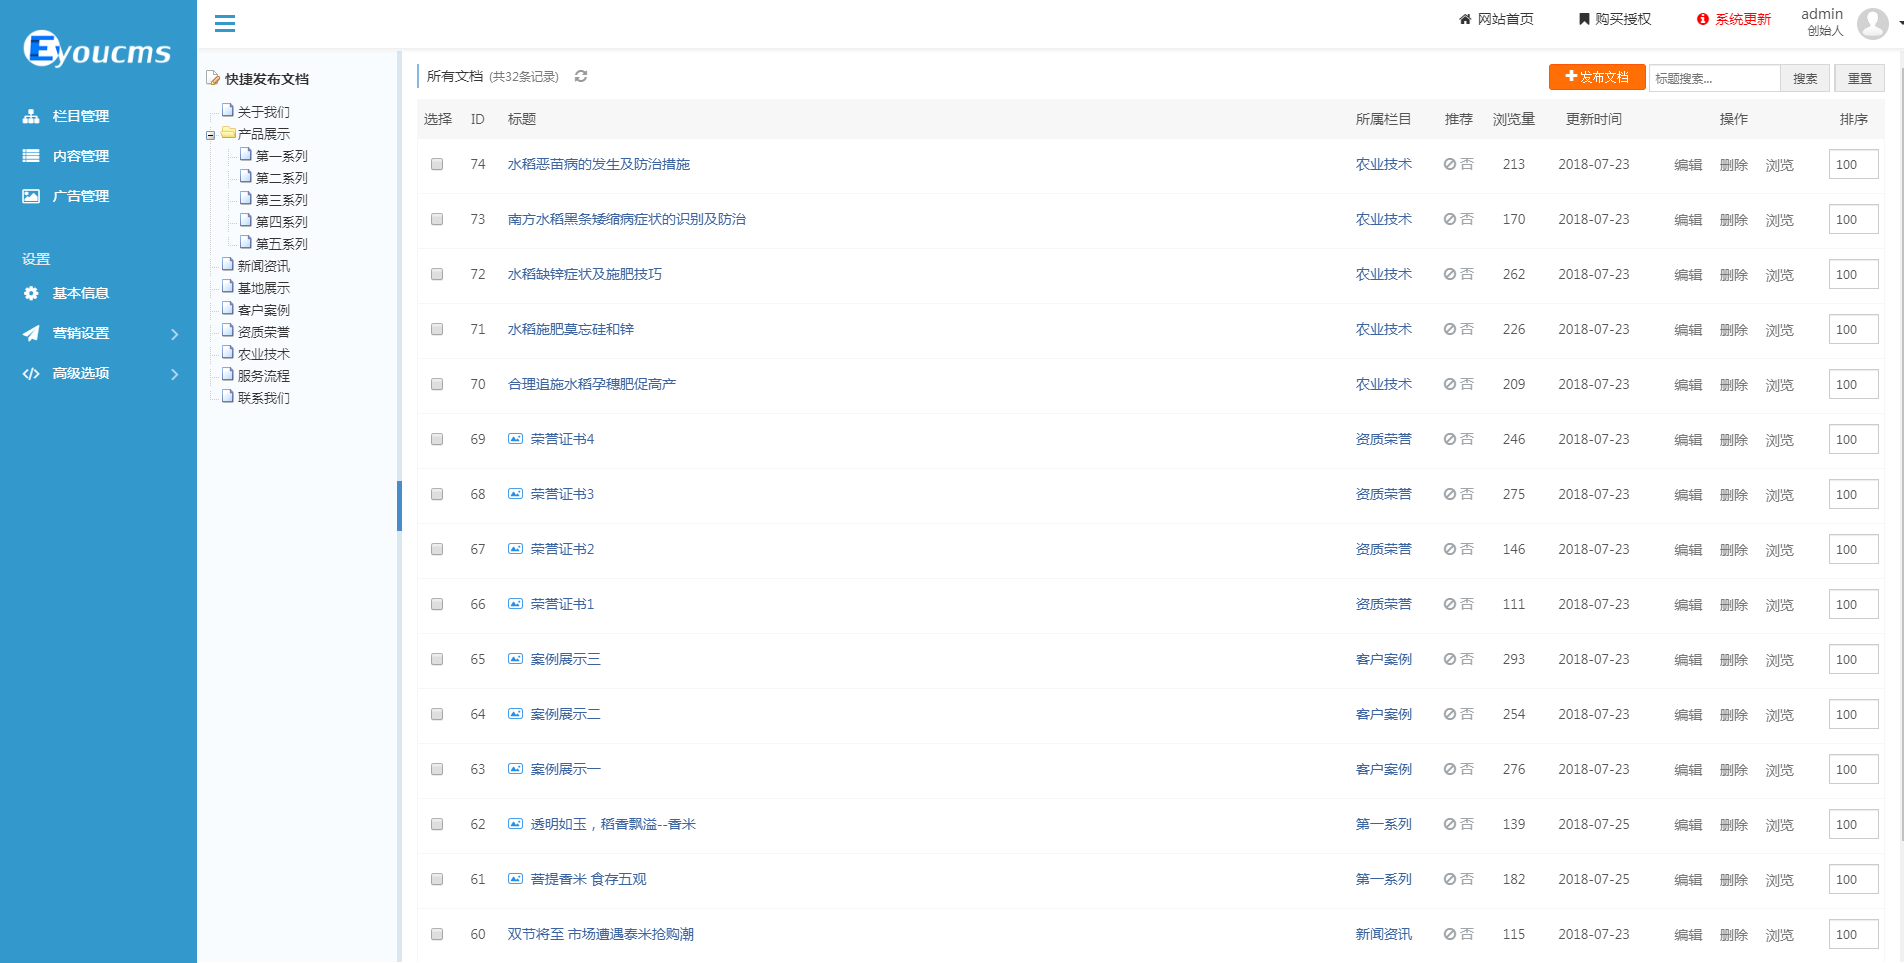 Eyoucms
栏目管理
内容管理
广告管理
设置
基本信息
营销设置
高级选项
网站首页 购买授权 系统更新 admin
创始人
快捷发布文档
关于我们
产品展示
第一系列
第二系列
第三系列
第四系列
第五系列
新闻资讯
基地展示
客户案例
资质荣誉
农业技术
服务流程
联系我们
所有文档 (共32条记录) 发布文档 标题搜索... 搜索 重置
选择 ID 标题 所属栏目 推荐 浏览量 更新时间 操作 排序
74 水稻恶苗病的发生及防治措施 农业技术 否 213 2018-07-23 编辑 删除 浏览 100
73 南方水稻黑条矮缩病症状的识别及防治 农业技术 否 170 2018-07-23 编辑 删除 浏览 100
72 水稻缺锌症状及施肥技巧 农业技术 否 262 2018-07-23 编辑 删除 浏览 100
71 水稻施肥莫忘硅和锌 农业技术 否 226 2018-07-23 编辑 删除 浏览 100
70 合理追施水稻孕穗肥促高产 农业技术 否 209 2018-07-23 编辑 删除 浏览 100
69 荣誉证书4 资质荣誉 否 246 2018-07-23 编辑 删除 浏览 100
68 荣誉证书3 资质荣誉 否 275 2018-07-23 编辑 删除 浏览 100
67 荣誉证书2 资质荣誉 否 146 2018-07-23 编辑 删除 浏览 100
66 荣誉证书1 资质荣誉 否 111 2018-07-23 编辑 删除 浏览 100
65 案例展示三 客户案例 否 293 2018-07-23 编辑 删除 浏览 100
64 案例展示二 客户案例 否 254 2018-07-23 编辑 删除 浏览 100
63 案例展示一 客户案例 否 276 2018-07-23 编辑 删除 浏览 100
62 透明如玉，稻香飘溢--香米 第一系列 否 139 2018-07-25 编辑 删除 浏览 100
61 菩提香米 食存五观 第一系列 否 182 2018-07-25 编辑 删除 浏览 100
60 双节将至 市场遭遇泰米抢购潮 新闻资讯 否 115 2018-07-23 编辑 删除 浏览 100